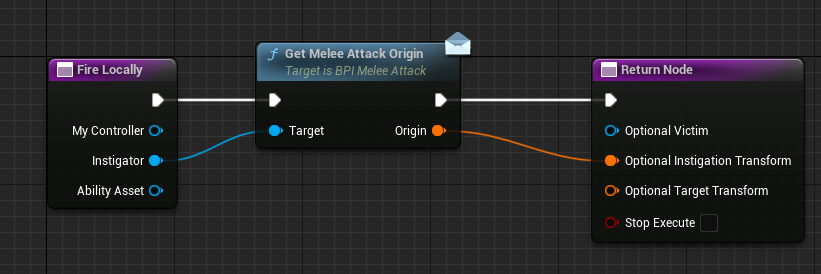 Fire Locally
My Controller
Instigator
Ability Asset
f Get Melee Attack Origin
Target is BPI Melee Attack
Target
Origin
Return Node
Optional Victim
Optional Instigation Transform
Optional Target Transform
Stop Execute